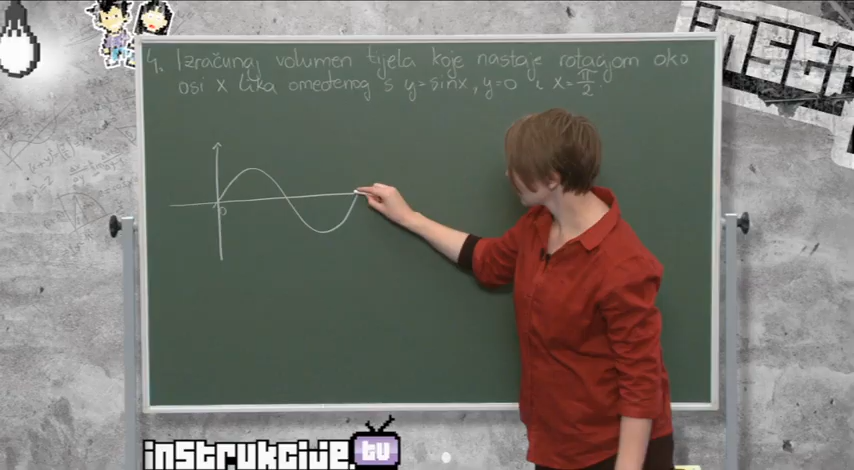 4. Izračunaj volumen tijela koje nastaje rotacijom oko
osi x lika omeđenog s y=sinx, y=0 i x=π/2.
0
instrukcije.tv